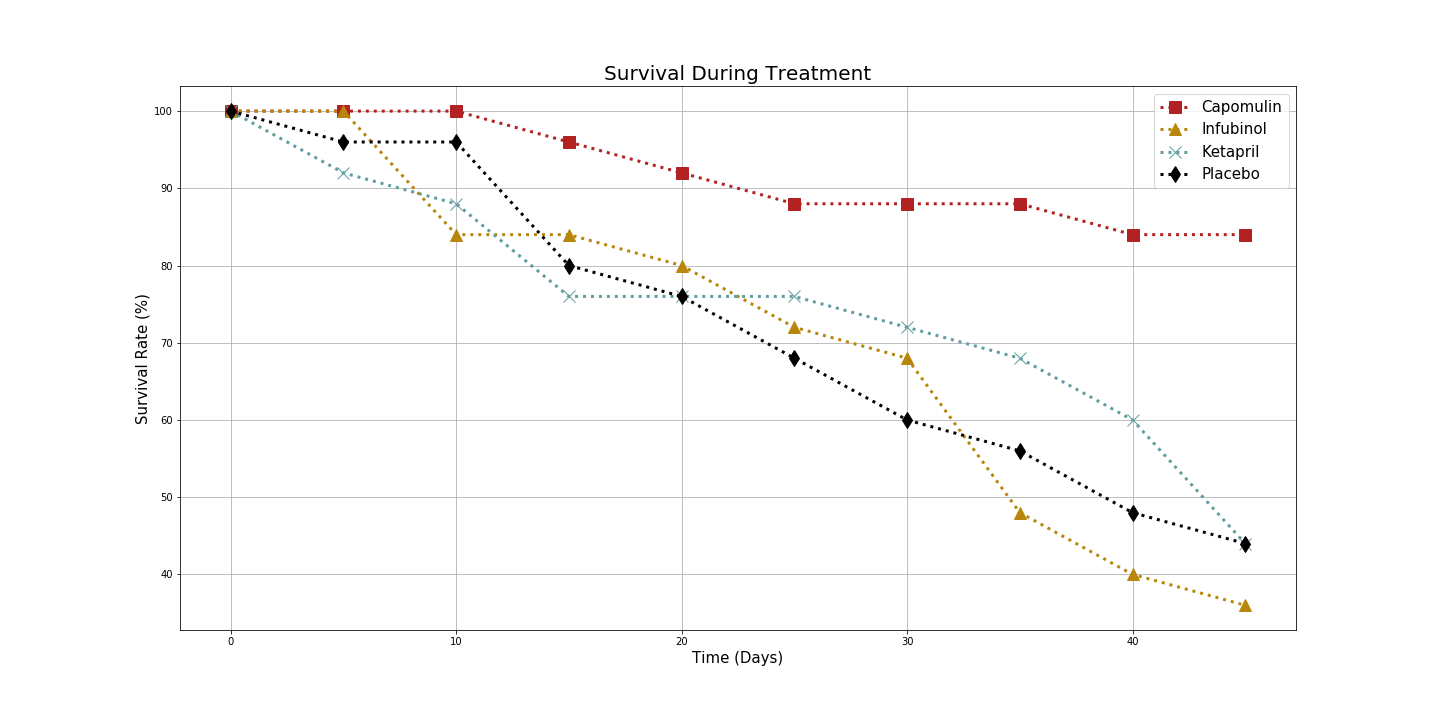 Survival During Treatment
Capomulin
Infubinol
Ketapril
Placebo
Survival Rate (%)
100
90
80
70
60
50
40
0 10 20 30 40
Time (Days)